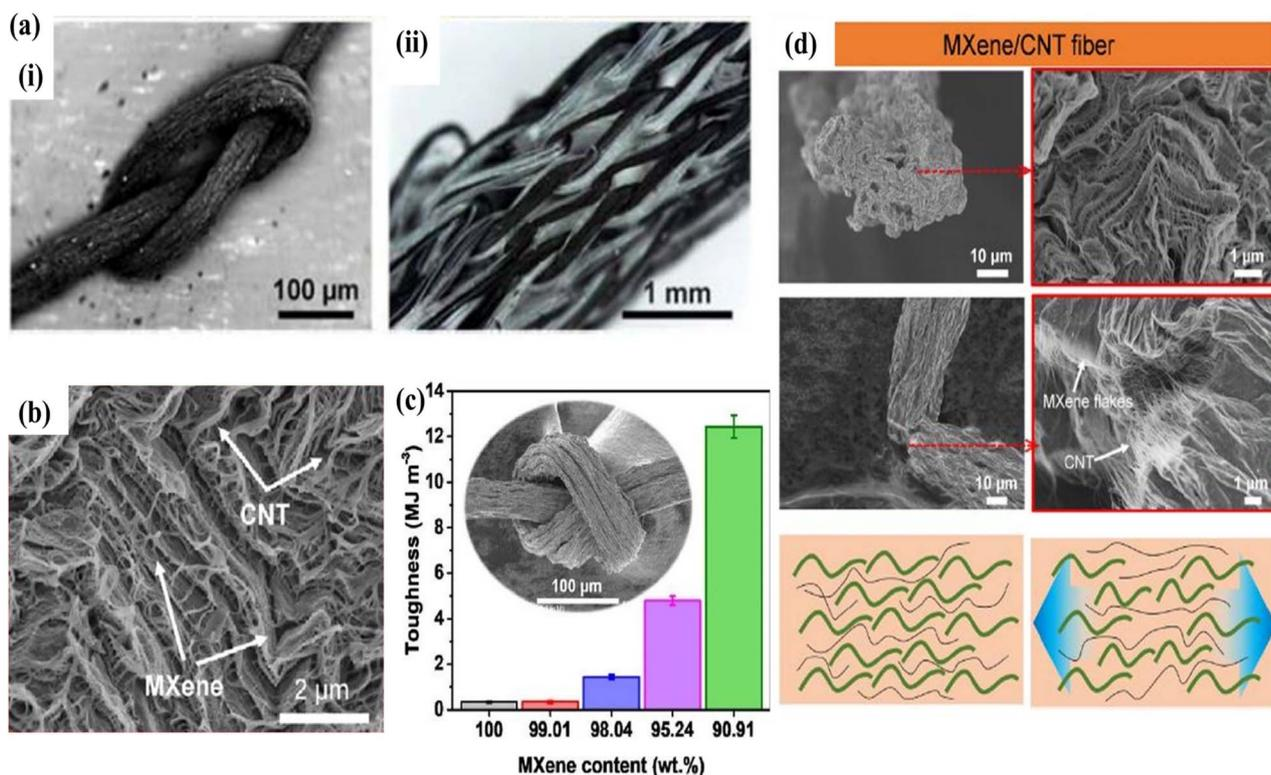 (a)
(i)
100 µm
(ii)
1 mm
(b)
CNT
MXene
2 µm
(c)
Toughness (MJ m⁻³)
14
12
10
8
6
4
2
0
100 µm
100 99.01 98.04 95.24 90.91
MXene content (wt.%)
(d)
MXene/CNT fiber
10 µm
1 µm
10 µm
MXene flakes
CNT
1 µm